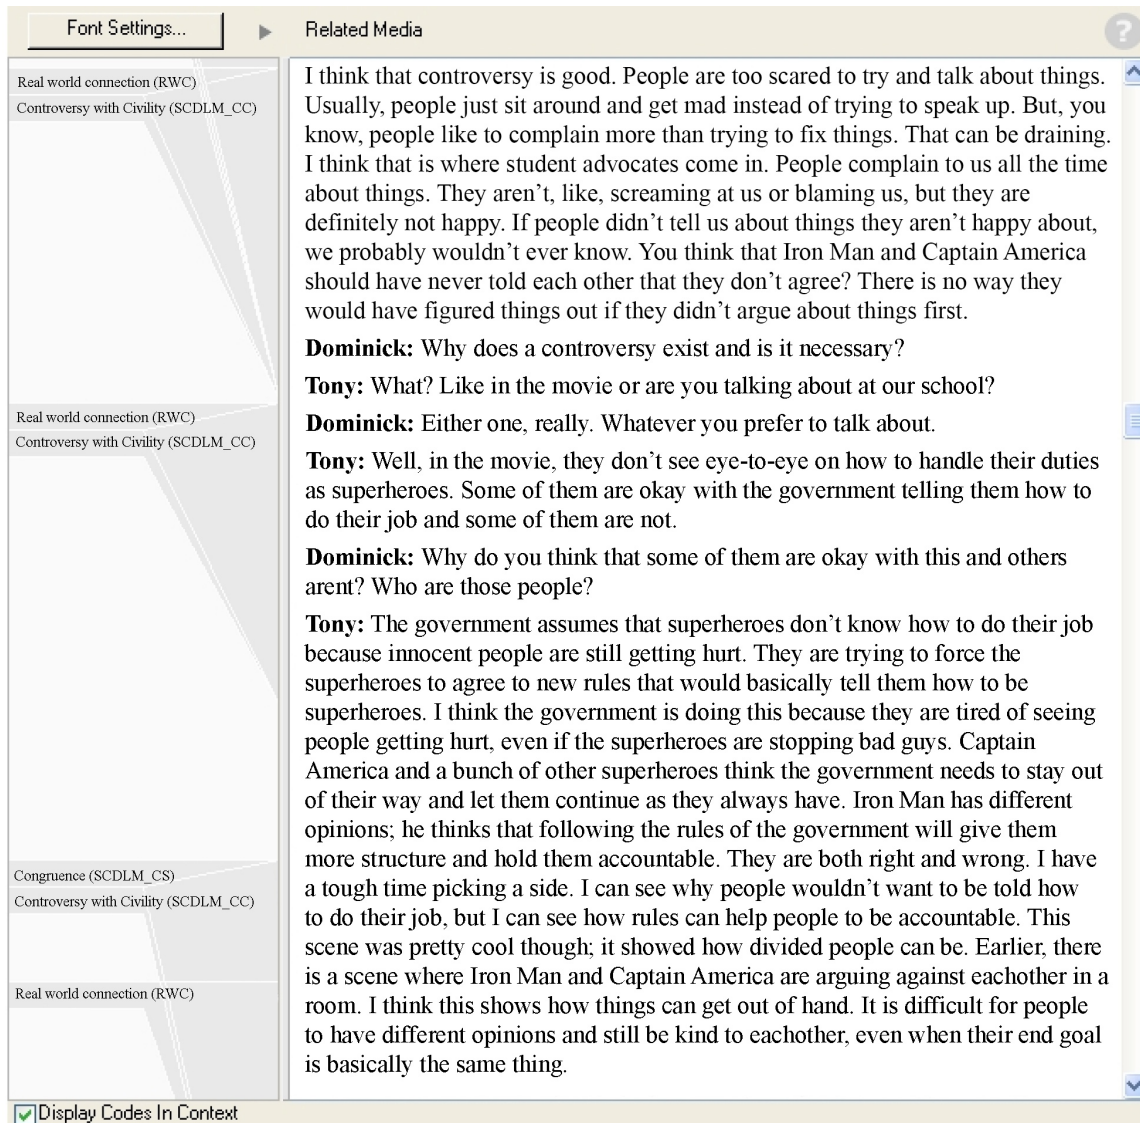 Font Settings...
Related Media
Real world connection (RWC)
Controversy with Civility (SCDLM_CC)
Real world connection (RWC)
Controversy with Civility (SCDLM_CC)
Congruence (SCDLM_CS)
Controversy with Civility (SCDLM_CC)
Real world connection (RWC)
I think that controversy is good. People are too scared to try and talk about things.
Usually, people just sit around and get mad instead of trying to speak up. But, you
know, people like to complain more than trying to fix things. That can be draining.
I think that is where student advocates come in. People complain to us all the time
about things. They aren’t, like, screaming at us or blaming us, but they are
definitely not happy. If people didn’t tell us about things they aren’t happy about,
we probably wouldn’t ever know. You think that Iron Man and Captain America
should have never told each other that they don’t agree? There is no way they
would have figured things out if they didn’t argue about things first.
Dominick: Why does a controversy exist and is it necessary?
Tony: What? Like in the movie or are you talking about at our school?
Dominick: Either one, really. Whatever you prefer to talk about.
Tony: Well, in the movie, they don’t see eye-to-eye on how to handle their duties
as superheroes. Some of them are okay with the government telling them how to
do their job and some of them are not.
Dominick: Why do you think that some of them are okay with this and others
arent? Who are those people?
Tony: The government assumes that superheroes don’t know how to do their job
because innocent people are still getting hurt. They are trying to force the
superheroes to agree to new rules that would basically tell them how to be
superheroes. I think the government is doing this because they are tired of seeing
people getting hurt, even if the superheroes are stopping bad guys. Captain
America and a bunch of other superheroes think the government needs to stay out
of their way and let them continue as they always have. Iron Man has different
opinions; he thinks that following the rules of the government will give them
more structure and hold them accountable. They are both right and wrong. I have
a tough time picking a side. I can see why people wouldn’t want to be told how
to do their job, but I can see how rules can help people to be accountable. This
scene was pretty cool though; it showed how divided people can be. Earlier, there
is a scene where Iron Man and Captain America are arguing against eachother in a
room. I think this shows how things can get out of hand. It is difficult for people
to have different opinions and still be kind to eachother, even when their end goal
is basically the same thing.
Display Codes In Context